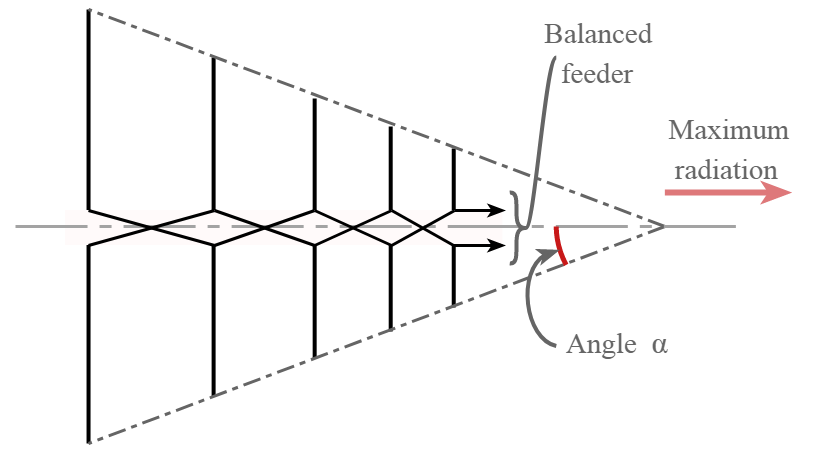 Balanced
feeder
Maximum
radiation
Angle α